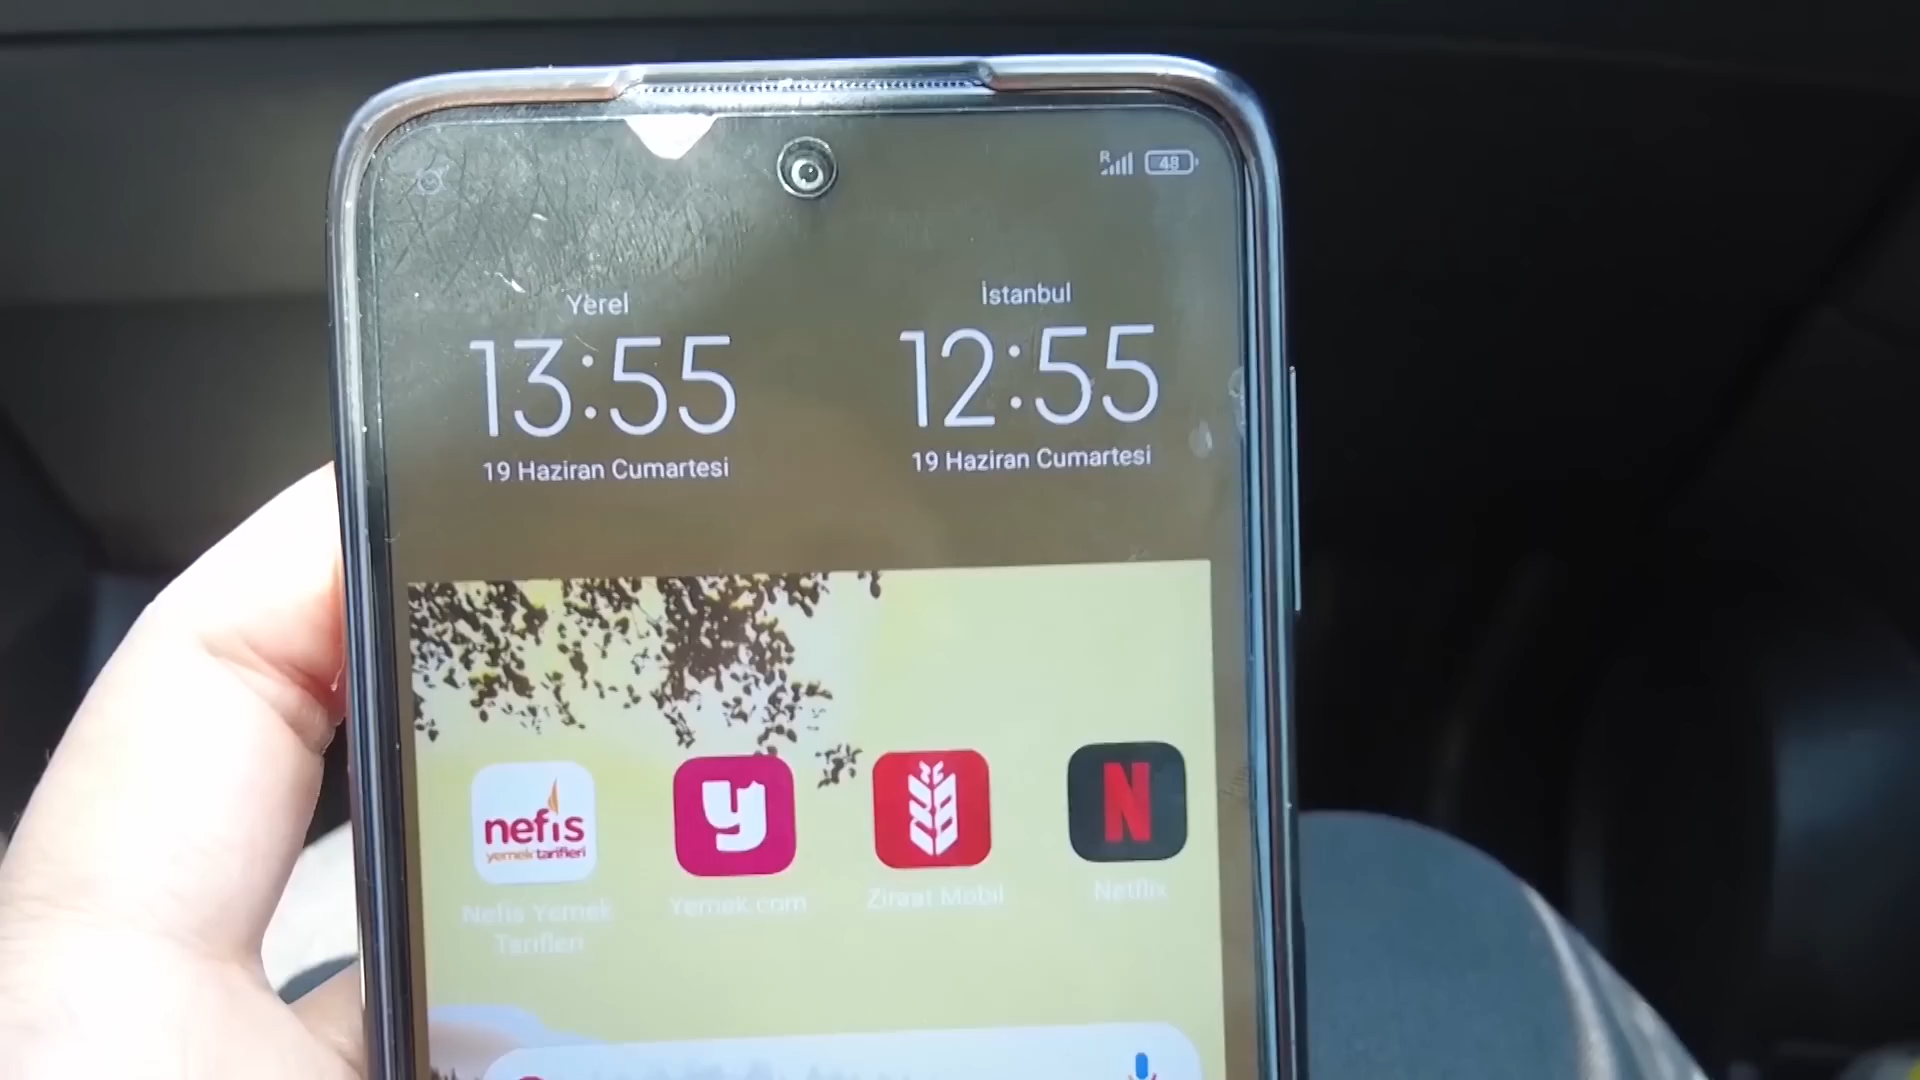 R
48
Yerel
13:55
19 Haziran Cumartesi
İstanbul
12:55
19 Haziran Cumartesi
nefis
yemek tarifleri
y
N
Nefis Yemek
Tarifleri
Yemek.com
Ziraat Mobil
Netflix